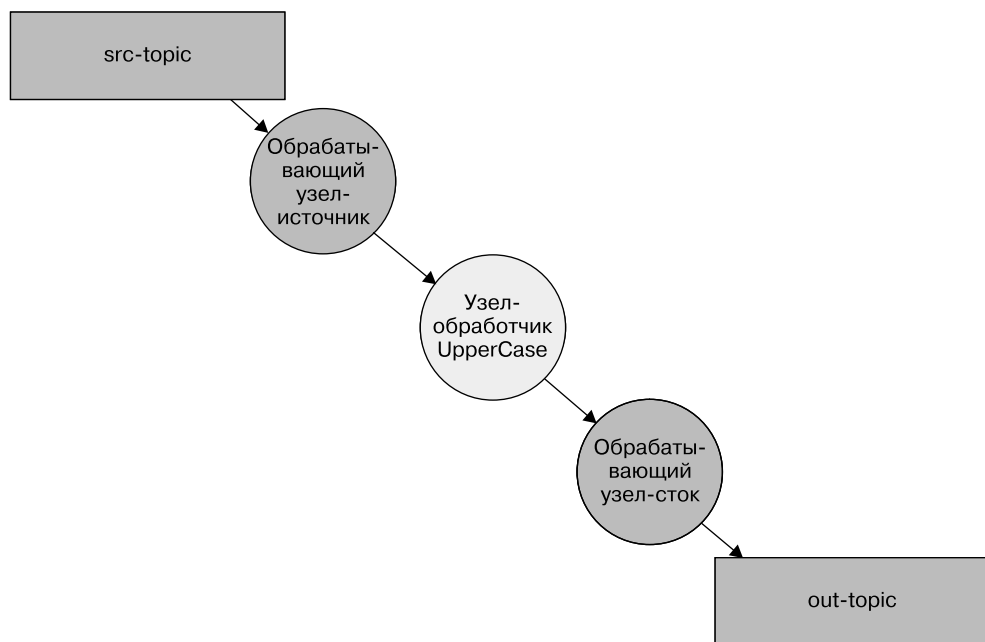 src-topic
Обрабаты-
вающий
узел-
источник
Узел-
обработчик
UpperCase
Обрабаты-
вающий
узел-сток
out-topic